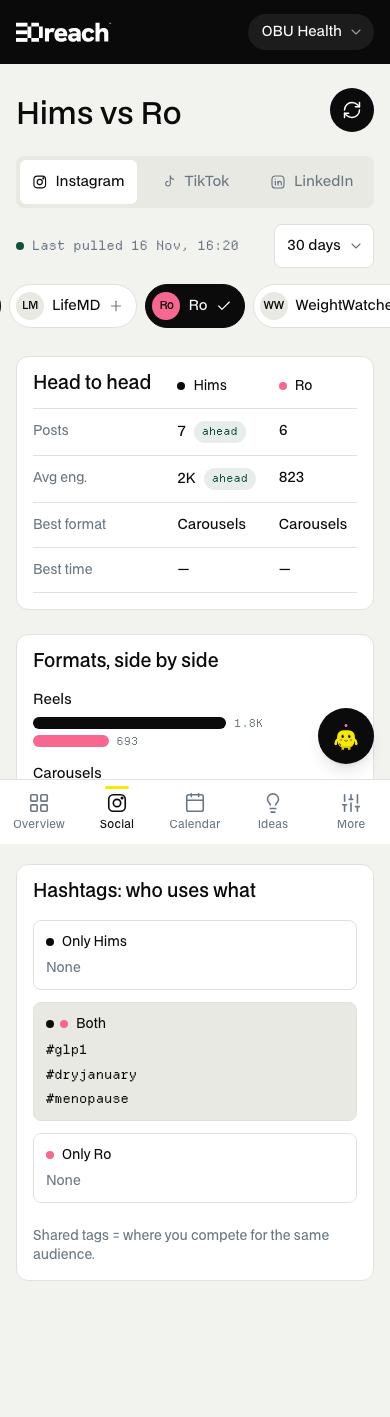 reach
OBU Health
Hims vs Ro
Instagram
TikTok
LinkedIn
Last pulled 16 Nov, 16:20
30 days
LM LifeMD
Ro Ro
WW WeightWatche
Head to head
Hims
Ro
Posts
7 ahead
6
Avg eng.
2K ahead
823
Best format
Carousels
Carousels
Best time
—
—
Formats, side by side
Reels
1.8K
693
Carousels
Overview
Social
Calendar
Ideas
More
Hashtags: who uses what
Only Hims
None
Both
#glp1
#dryjanuary
#menopause
Only Ro
None
Shared tags = where you compete for the same
audience.